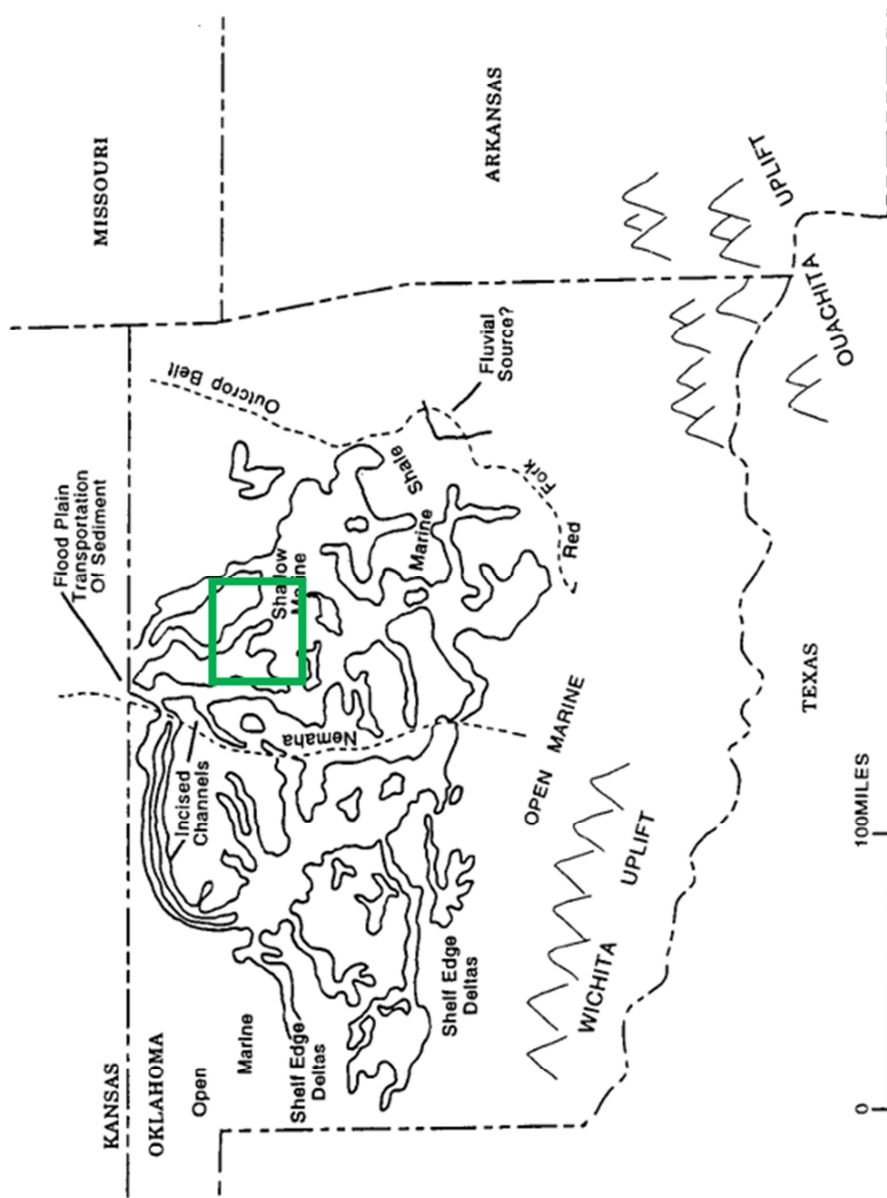 Flood Plain
Transportation
Of Sediment
MISSOURI
KANSAS
OKLAHOMA
Open
Marine
Incised
Channels
Outcrop Belt
Shallow
Marine
Nemaha
Shelf Edge
Deltas
Marine Shale
Shelf Edge
Deltas
Fluvial
Source?
ARKANSAS
Red Fork
OPEN MARINE
WICHITA UPLIFT
OUACHITA UPLIFT
TEXAS
0 100MILES